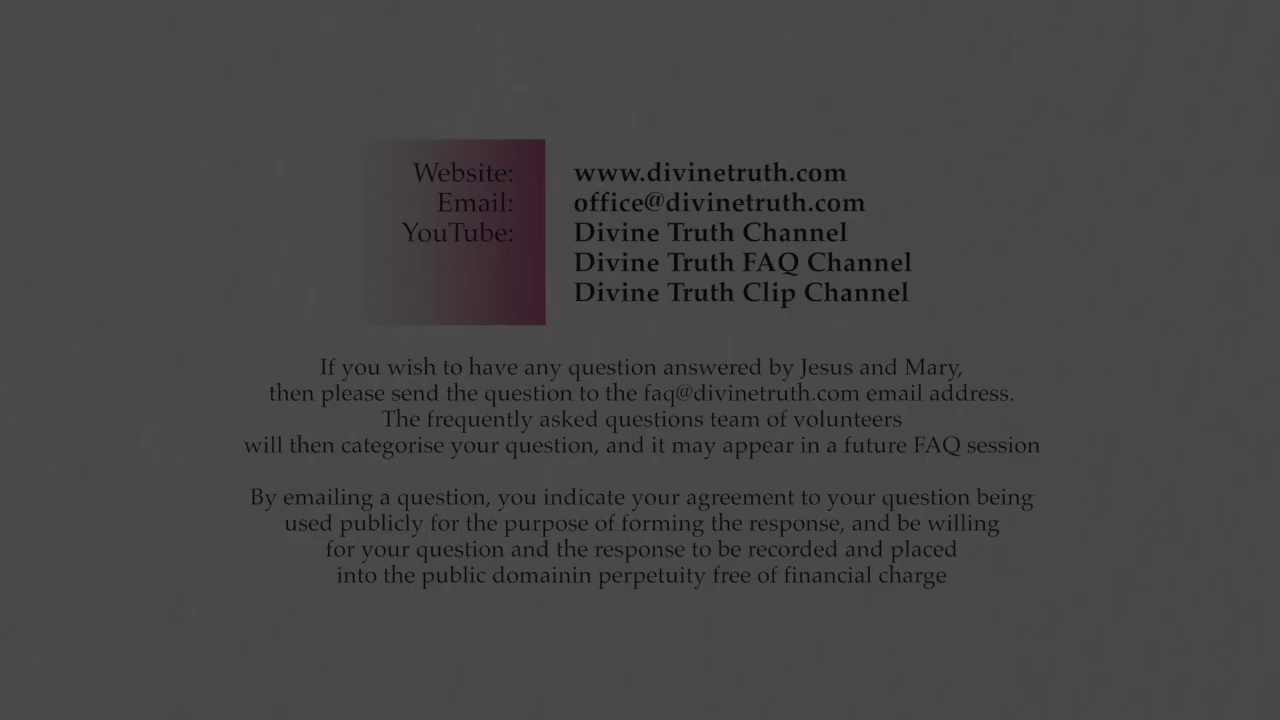 Website: www.divinetruth.com
Email: office@divinetruth.com
YouTube: Divine Truth Channel
Divine Truth FAQ Channel
Divine Truth Clip Channel
If you wish to have any question answered by Jesus and Mary,
then please send the question to the faq@divinetruth.com email address.
The frequently asked questions team of volunteers
will then categorise your question, and it may appear in a future FAQ session
By emailing a question, you indicate your agreement to your question being
used publicly for the purpose of forming the response, and be willing
for your question and the response to be recorded and placed
into the public domainin perpetuity free of financial charge